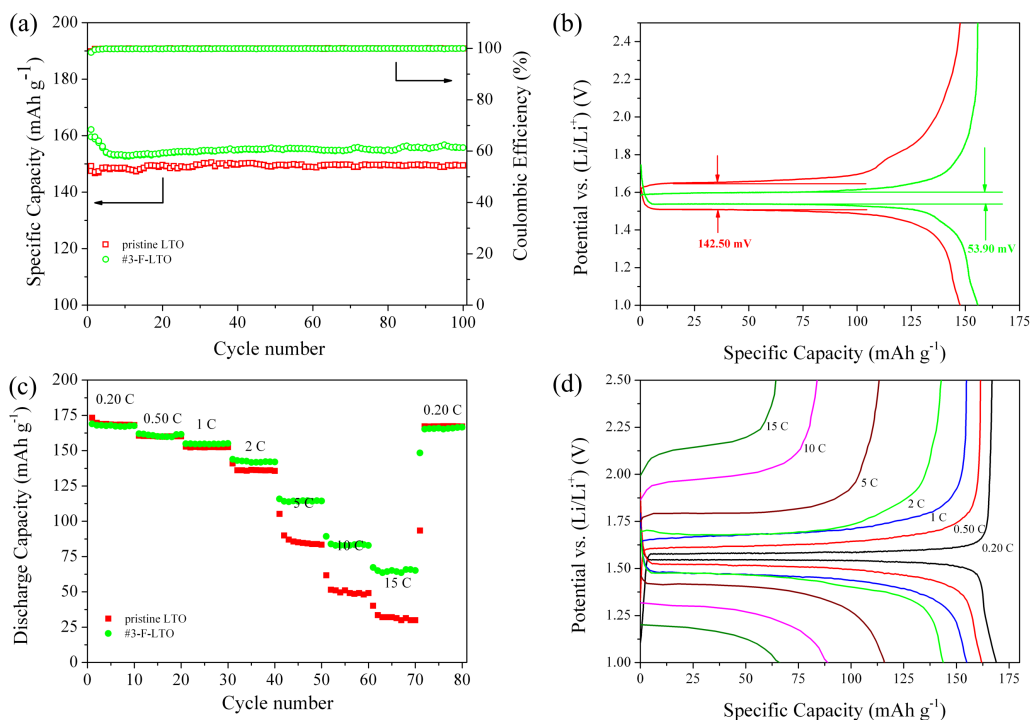 (a)
200
190
180
170
160
150
140
130
120
110
100
Specific Capacity (mAh g⁻¹)
100
80
60
40
20
0
Coulombic Efficiency (%)
pristine LTO
#3-F-LTO
0 20 40 60 80 100
Cycle number
(b)
2.4
2.2
2.0
1.8
1.6
1.4
1.2
1.0
Potential vs. (Li/Li⁺) (V)
142.50 mV
53.90 mV
0 25 50 75 100 125 150 175
Specific Capacity (mAh g⁻¹)
(c)
200
175
150
125
100
75
50
25
0
Discharge Capacity (mAh g⁻¹)
0.20 C
0.50 C
1 C
2 C
5 C
10 C
15 C
0.20 C
pristine LTO
#3-F-LTO
0 10 20 30 40 50 60 70 80
Cycle number
(d)
2.50
2.25
2.00
1.75
1.50
1.25
1.00
Potential vs. (Li/Li⁺) (V)
15 C
10 C
5 C
2 C
1 C
0.50 C
0.20 C
0 25 50 75 100 125 150 175
Specific Capacity (mAh g⁻¹)